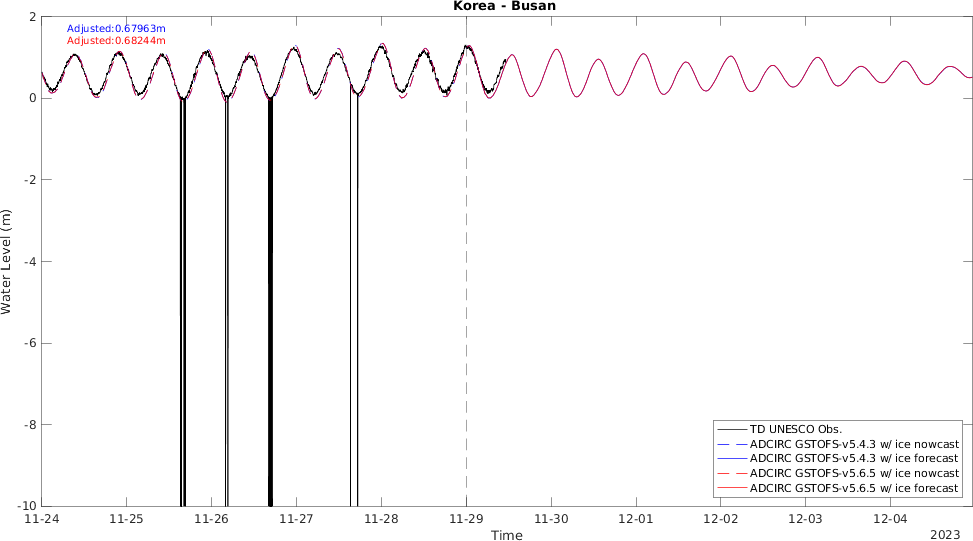 Korea - Busan
Adjusted:0.67963m
Adjusted:0.68244m
2
0
-2
-4
-6
-8
-10
Water Level (m)
TD UNESCO Obs.
ADCIRC GSTOFS-v5.4.3 w/ ice nowcast
ADCIRC GSTOFS-v5.4.3 w/ ice forecast
ADCIRC GSTOFS-v5.6.5 w/ ice nowcast
ADCIRC GSTOFS-v5.6.5 w/ ice forecast
11-24 11-25 11-26 11-27 11-28 11-29 11-30 12-01 12-02 12-03 12-04
Time
2023